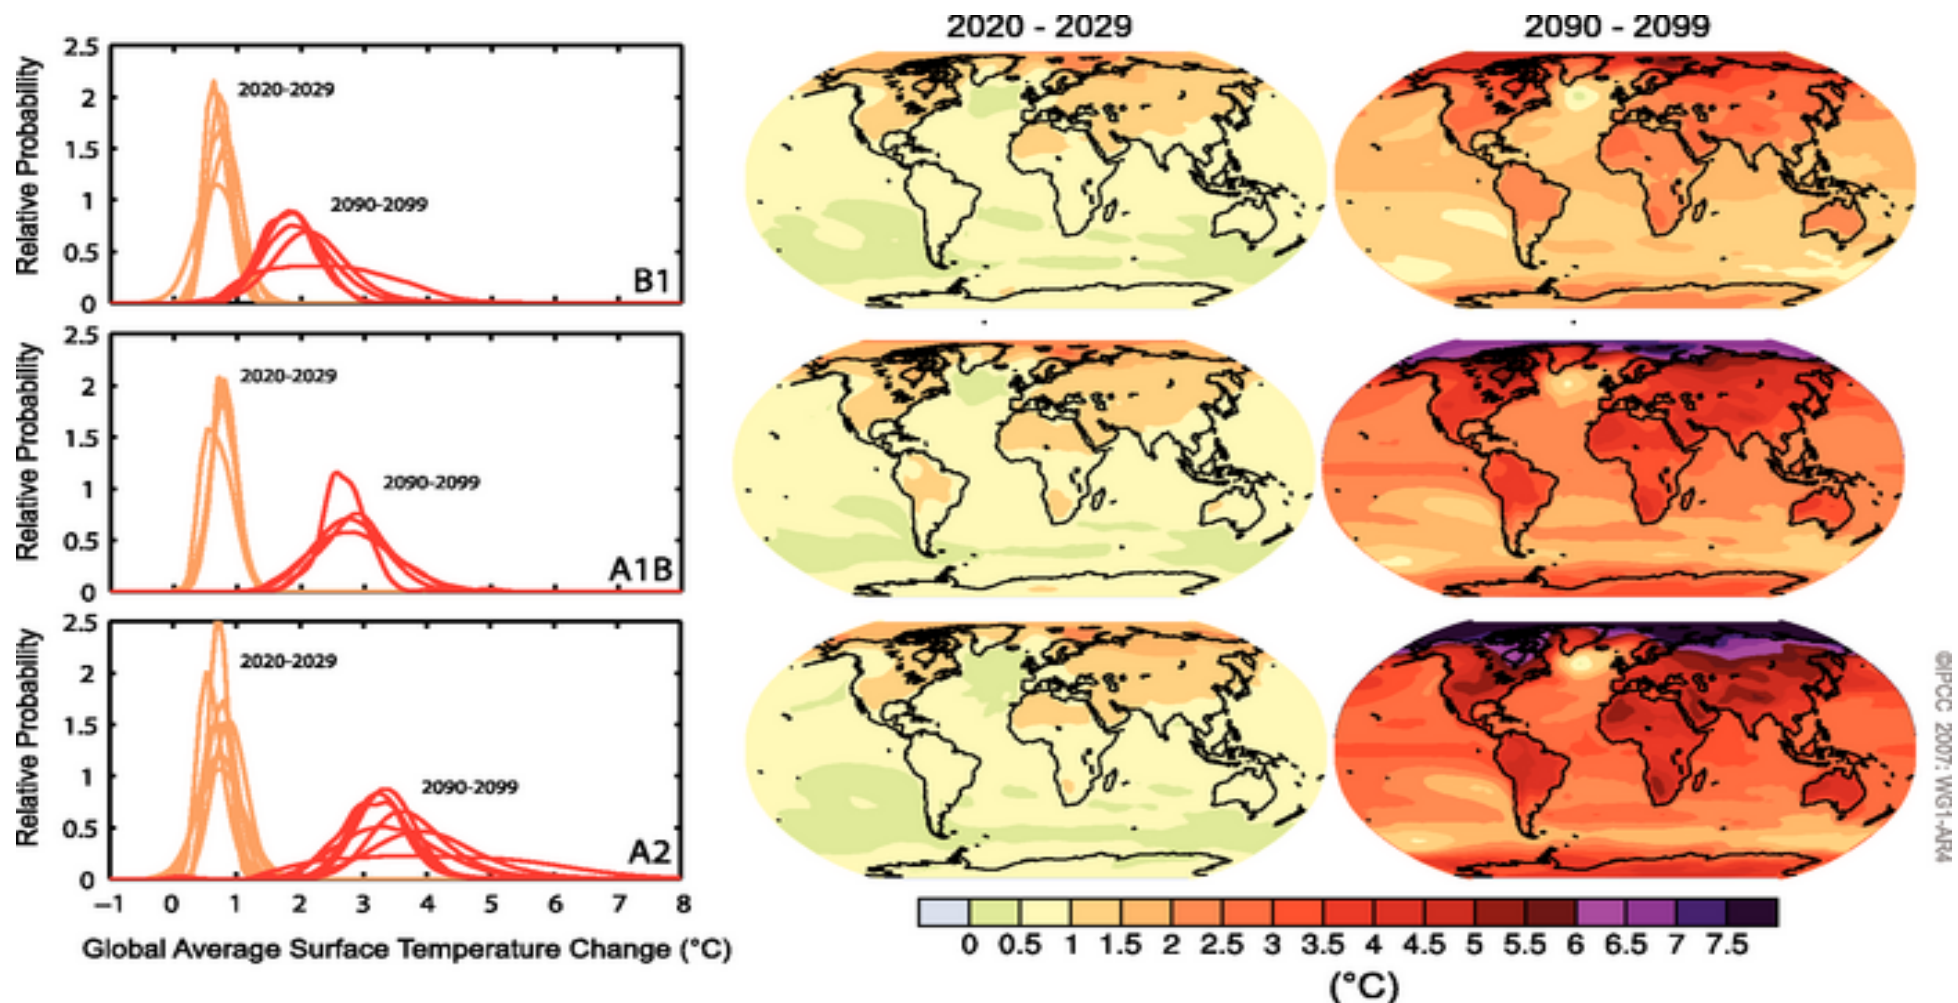 2020 - 2029
2090 - 2099
Relative Probability
2.5
2
1.5
1
0.5
0
2020-2029
2090-2099
B1
Relative Probability
2.5
2
1.5
1
0.5
0
2020-2029
2090-2099
A1B
Relative Probability
2.5
2
1.5
1
0.5
0
2020-2029
2090-2099
A2
−1 0 1 2 3 4 5 6 7 8
Global Average Surface Temperature Change (°C)
0 0.5 1 1.5 2 2.5 3 3.5 4 4.5 5 5.5 6 6.5 7 7.5
(°C)
©IPCC 2007: WG1-AR4